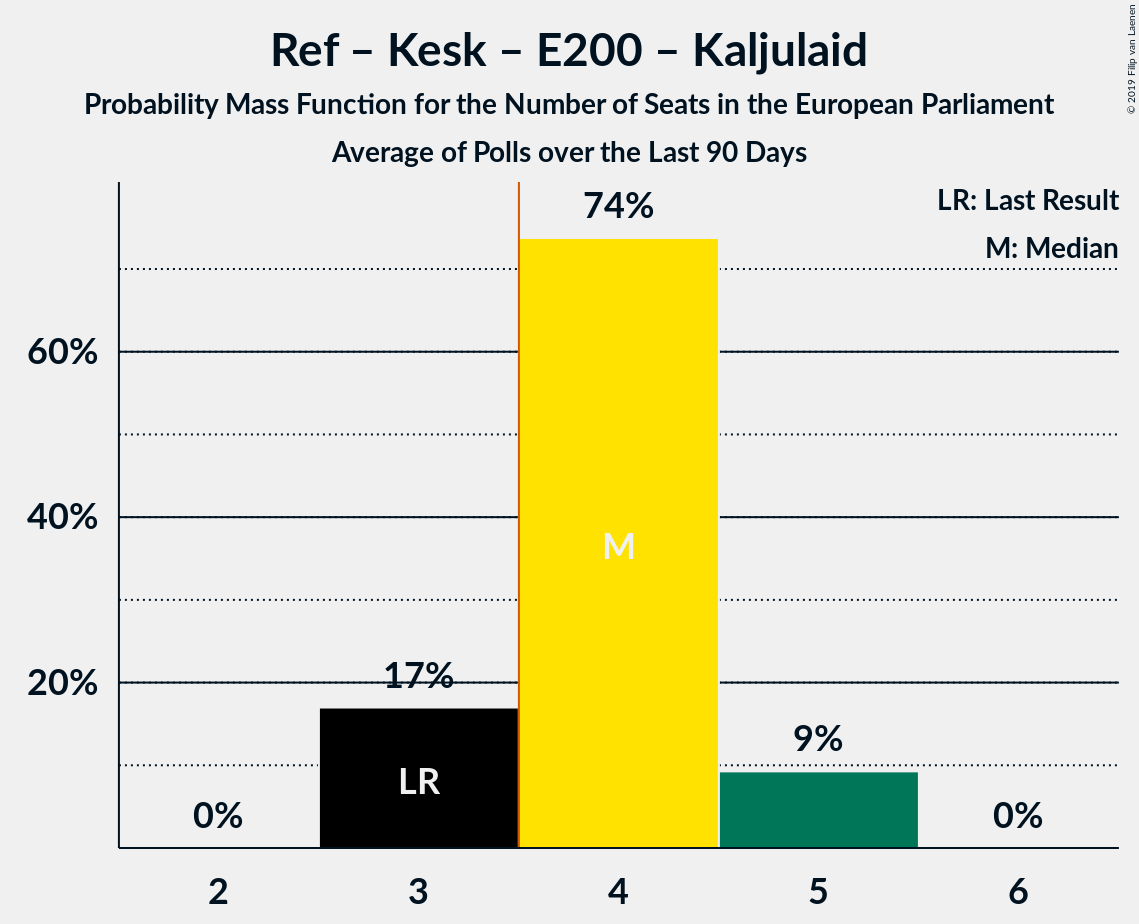 Ref – Kesk – E200 – Kaljulaid
Probability Mass Function for the Number of Seats in the European Parliament
Average of Polls over the Last 90 Days
© 2019 Filip van Laenen
LR: Last Result
M: Median
74%
60%
40%
20%
M
17%
LR
9%
0%
0%
2 3 4 5 6